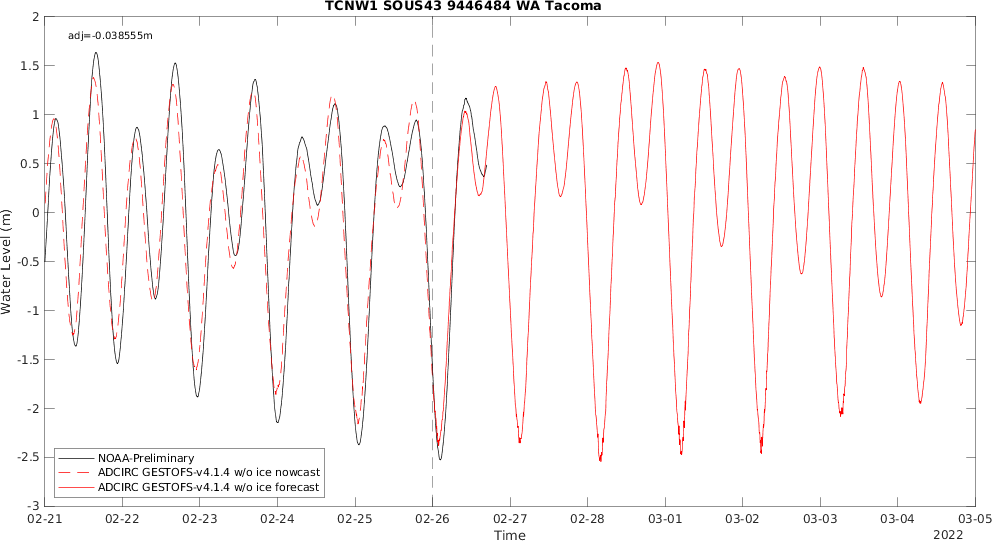 TCNW1 SOUS43 9446484 WA Tacoma
adj=-0.038555m
2
1.5
1
0.5
0
-0.5
-1
-1.5
-2
-2.5
-3
Water Level (m)
NOAA-Preliminary
ADCIRC GESTOFS-v4.1.4 w/o ice nowcast
ADCIRC GESTOFS-v4.1.4 w/o ice forecast
02-21 02-22 02-23 02-24 02-25 02-26 02-27 02-28 03-01 03-02 03-03 03-04 03-05
Time
2022